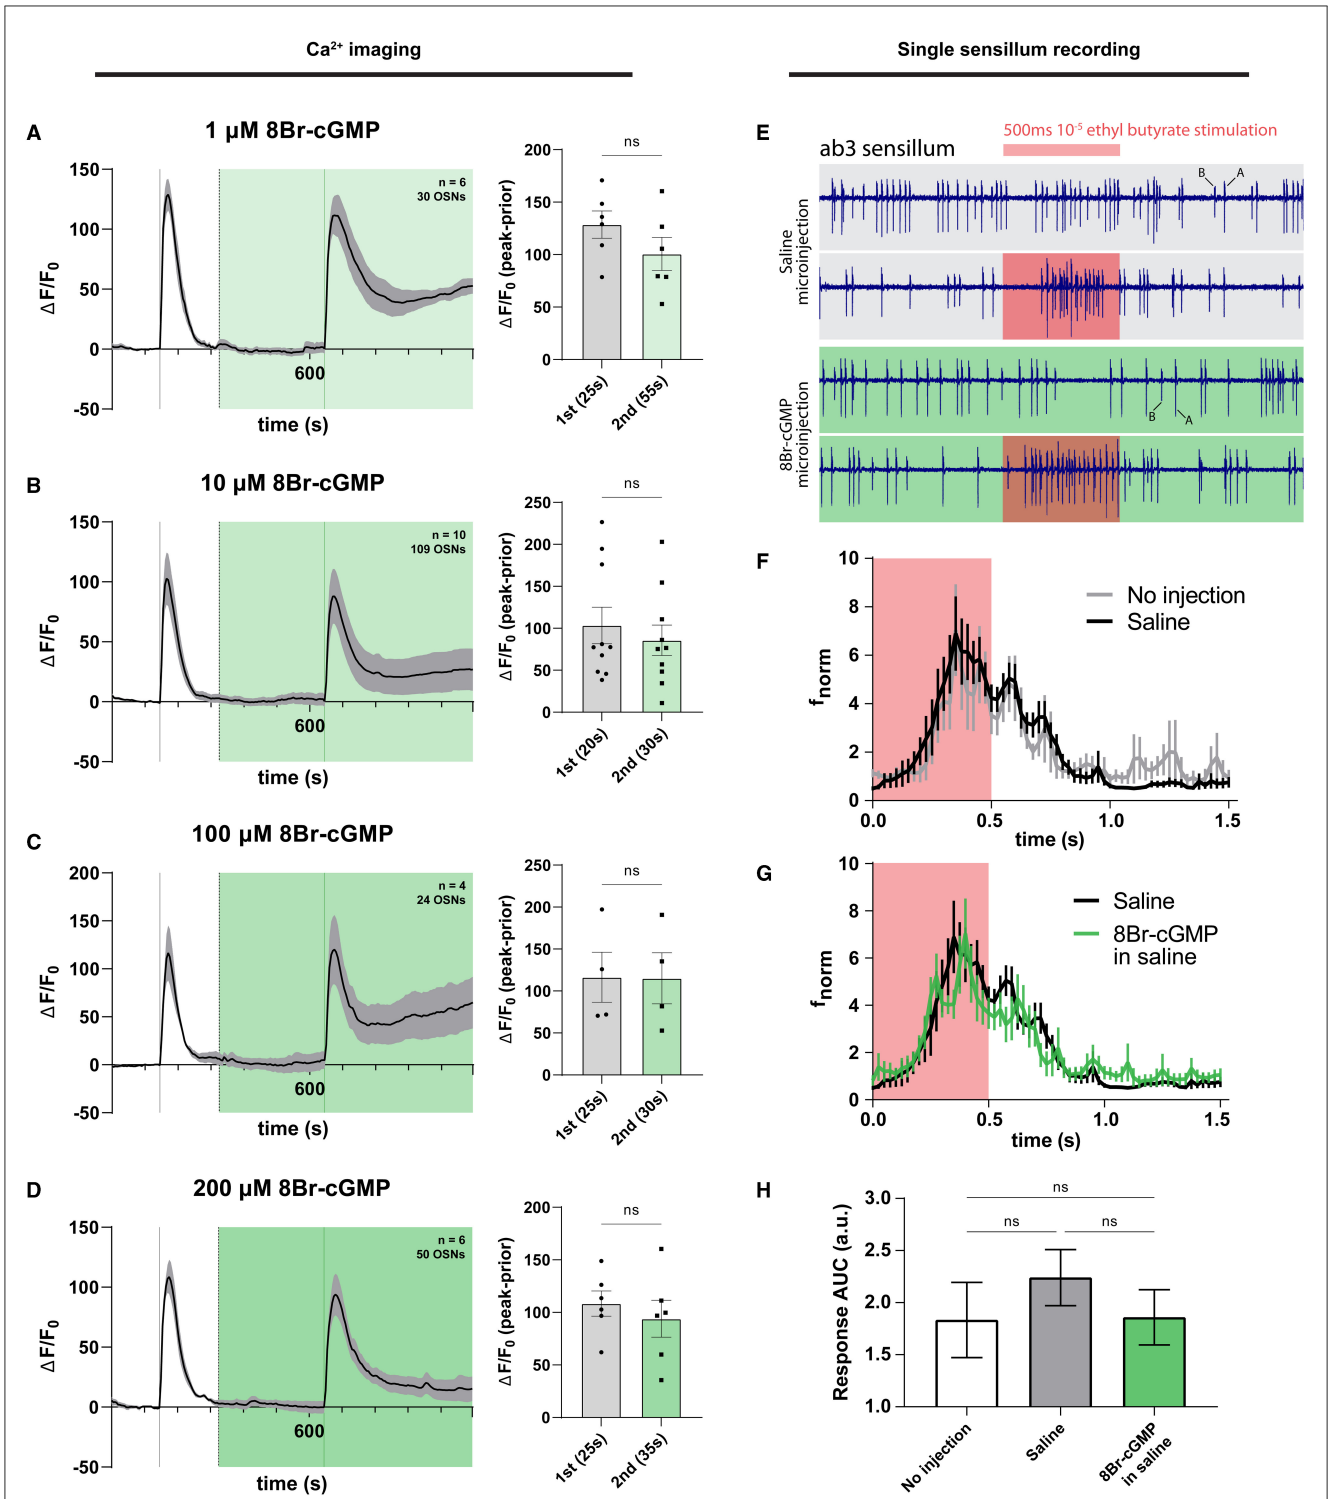 Ca²⁺ imaging
Single sensillum recording
A
1 µM 8Br-cGMP
n = 6
30 OSNs
150
100
50
0
-50
ΔF/F₀
600
time (s)
200
150
100
50
0
ΔF/F₀ (peak-prior)
ns
1st (25s)
2nd (55s)
B
10 µM 8Br-cGMP
n = 10
109 OSNs
150
100
50
0
-50
ΔF/F₀
600
time (s)
250
200
150
100
50
0
ΔF/F₀ (peak-prior)
ns
1st (20s)
2nd (30s)
C
100 µM 8Br-cGMP
n = 4
24 OSNs
200
150
100
50
0
-50
ΔF/F₀
600
time (s)
250
200
150
100
50
0
ΔF/F₀ (peak-prior)
ns
1st (25s)
2nd (30s)
D
200 µM 8Br-cGMP
n = 6
50 OSNs
150
100
50
0
-50
ΔF/F₀
600
time (s)
200
150
100
50
0
ΔF/F₀ (peak-prior)
ns
1st (25s)
2nd (35s)
E
500ms 10⁻⁵ ethyl butyrate stimulation
ab3 sensillum
Saline
microinjection
B
A
8Br-cGMP
microinjection
B
A
F
10
8
6
4
2
0
fnorm
No injection
Saline
0.0
0.5
1.0
1.5
time (s)
G
10
8
6
4
2
0
fnorm
Saline
8Br-cGMP
in saline
0.0
0.5
1.0
1.5
time (s)
H
3.0
2.5
2.0
1.5
1.0
Response AUC (a.u.)
ns
ns
ns
No injection
Saline
8Br-cGMP
in saline